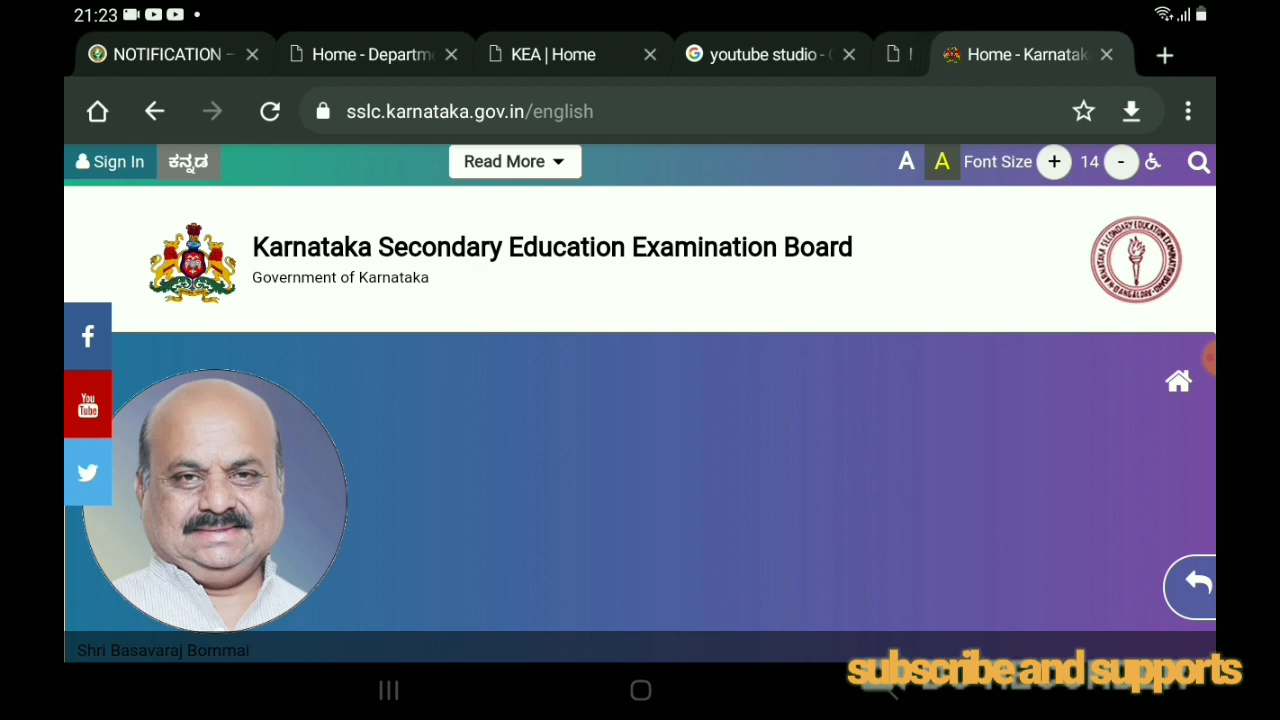 21:23
NOTIFICATION -
Home - Departm
KEA | Home
youtube studio -
Home - Karnatak
sslc.karnataka.gov.in/english
Sign In
ಕನ್ನಡ
Read More
A
A
Font Size + 14 -
Karnataka Secondary Education Examination Board
Government of Karnataka
You
Tube
Shri Basavaraj Bommai
subscribe and supports